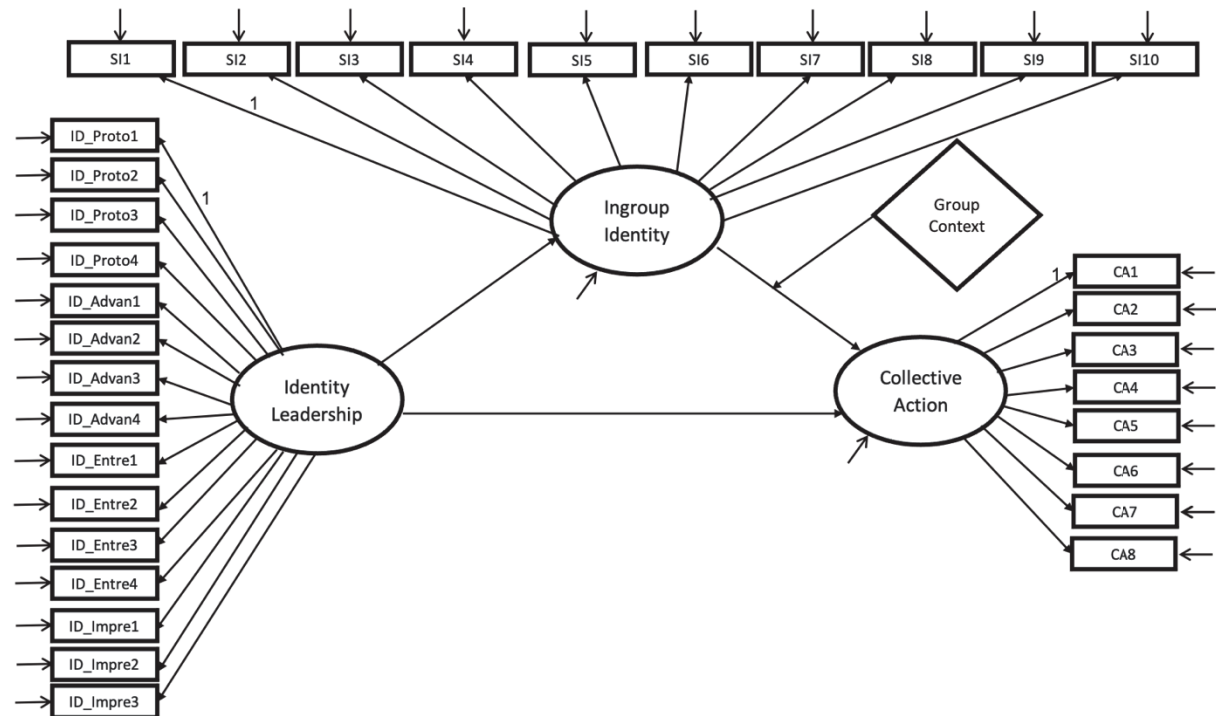 SI1
SI2
SI3
SI4
SI5
SI6
SI7
SI8
SI9
SI10
1
ID_Proto1
ID_Proto2
ID_Proto3
ID_Proto4
ID_Advan1
ID_Advan2
ID_Advan3
ID_Advan4
ID_Entre1
ID_Entre2
ID_Entre3
ID_Entre4
ID_Impre1
ID_Impre2
ID_Impre3
1
Identity
Leadership
Ingroup
Identity
Group
Context
Collective
Action
1
CA1
CA2
CA3
CA4
CA5
CA6
CA7
CA8